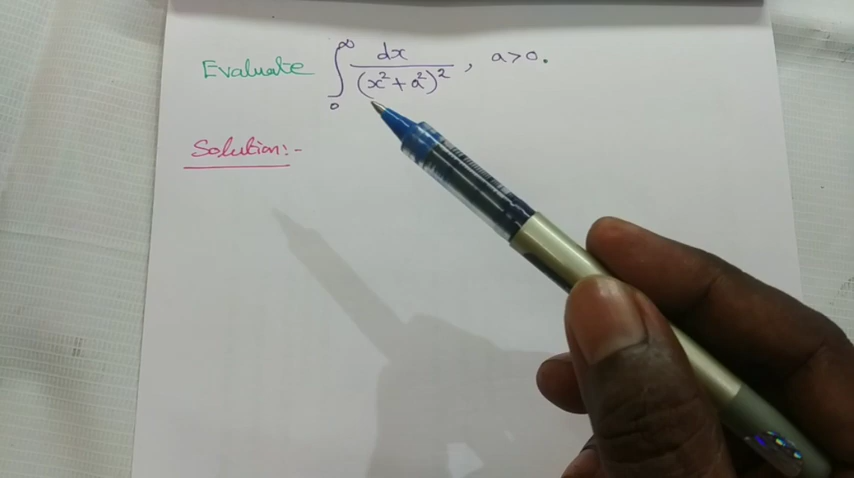 Evaluate ∫₀^∞ dx/(x²+a²)², a>0.
Solution:-